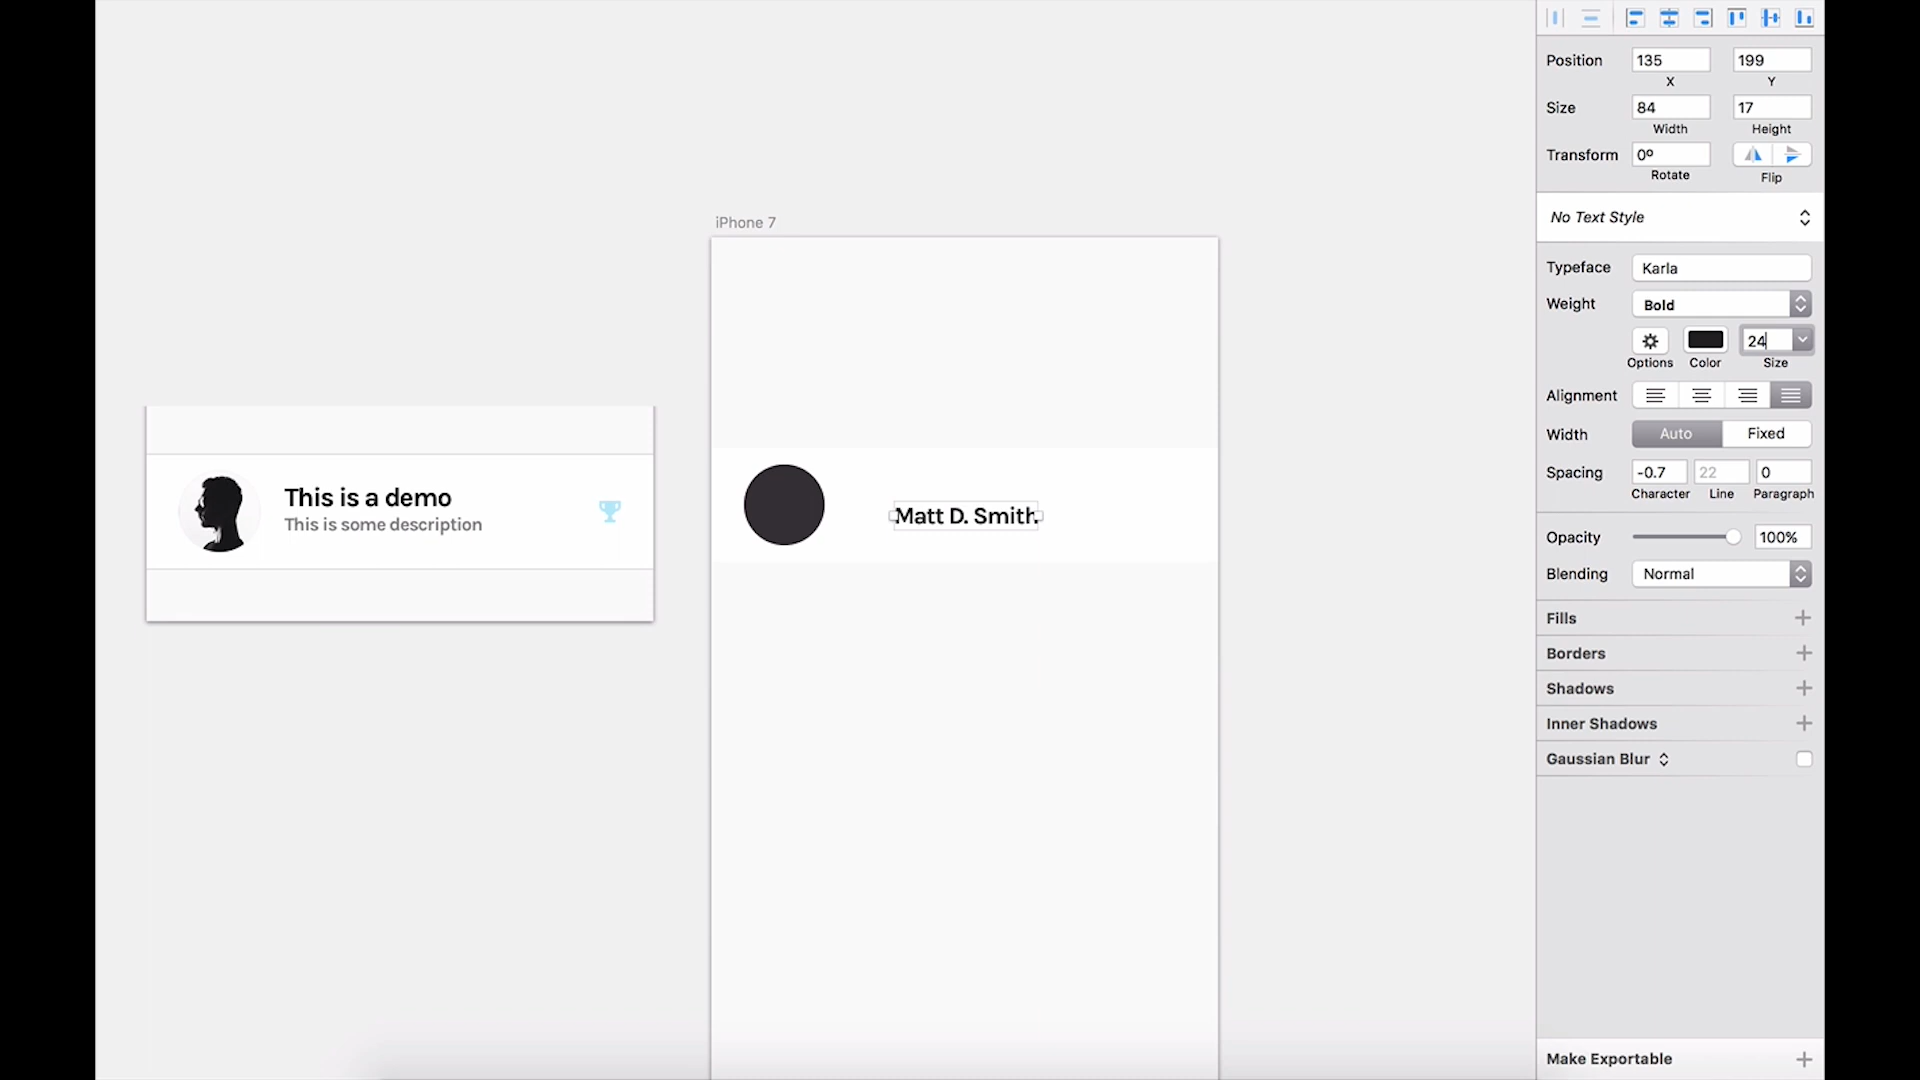 Position 135 199
X Y
Size 84 17
Width Height
Transform 0º
Rotate Flip
iPhone 7
No Text Style
Typeface Karla
Weight Bold
24
Options Color Size
Alignment
Width Auto Fixed
Spacing -0.7 22 0
Character Line Paragraph
This is a demo
This is some description
Matt D. Smith
Opacity 100%
Blending Normal
Fills
Borders
Shadows
Inner Shadows
Gaussian Blur
Make Exportable